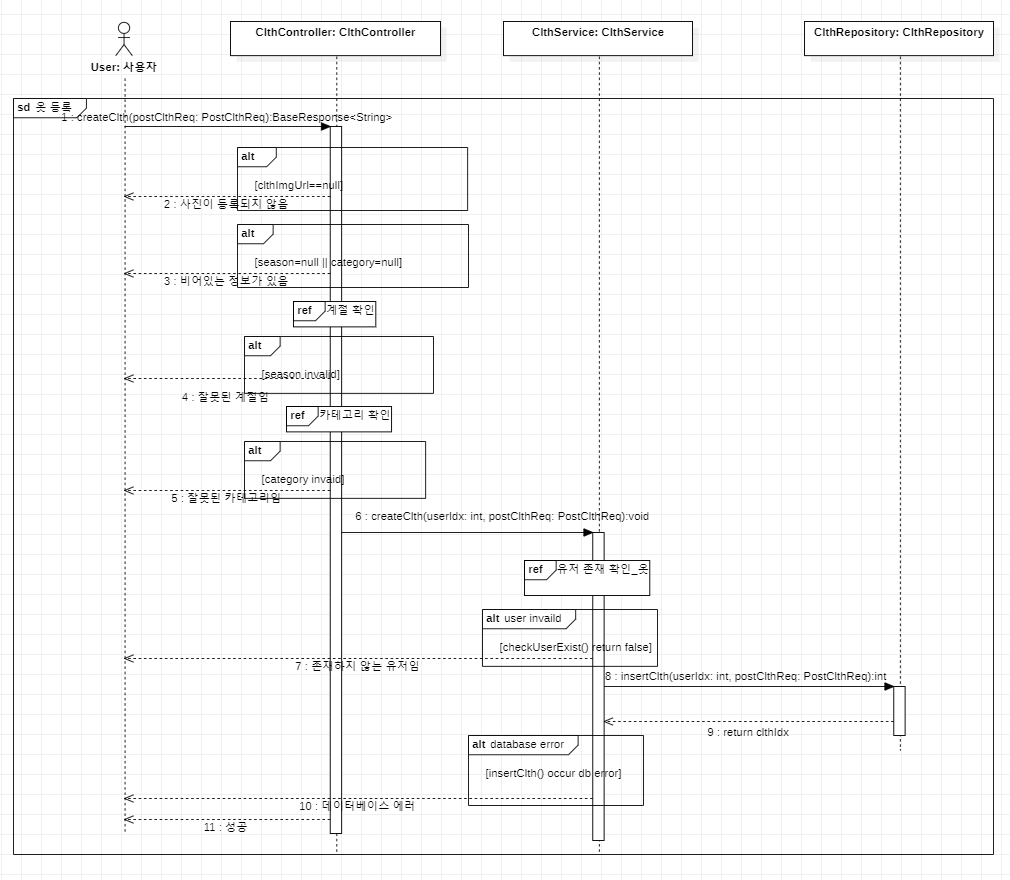 ClthController: ClthController
ClthService: ClthService
ClthRepository: ClthRepository
User: 사용자
sd 옷 등록
1 : createClth(postClthReq: PostClthReq):BaseResponse<String>
alt
[clthImgUrl==null]
2 : 사진이 등록되지 않음
alt
[season=null || category=null]
3 : 비어있는 정보가 있음
ref 계절 확인
alt
[season invalid]
4 : 잘못된 계절임
ref 카테고리 확인
alt
[category invaid]
5 : 잘못된 카테고리임
6 : createClth(userIdx: int, postClthReq: PostClthReq):void
ref 유저 존재 확인_옷
alt user invaild
[checkUserExist() return false]
7 : 존재하지 않는 유저임
8 : insertClth(userIdx: int, postClthReq: PostClthReq):int
9 : return clthIdx
alt database error
[insertClth() occur db error]
10 : 데이터베이스 에러
11 : 성공